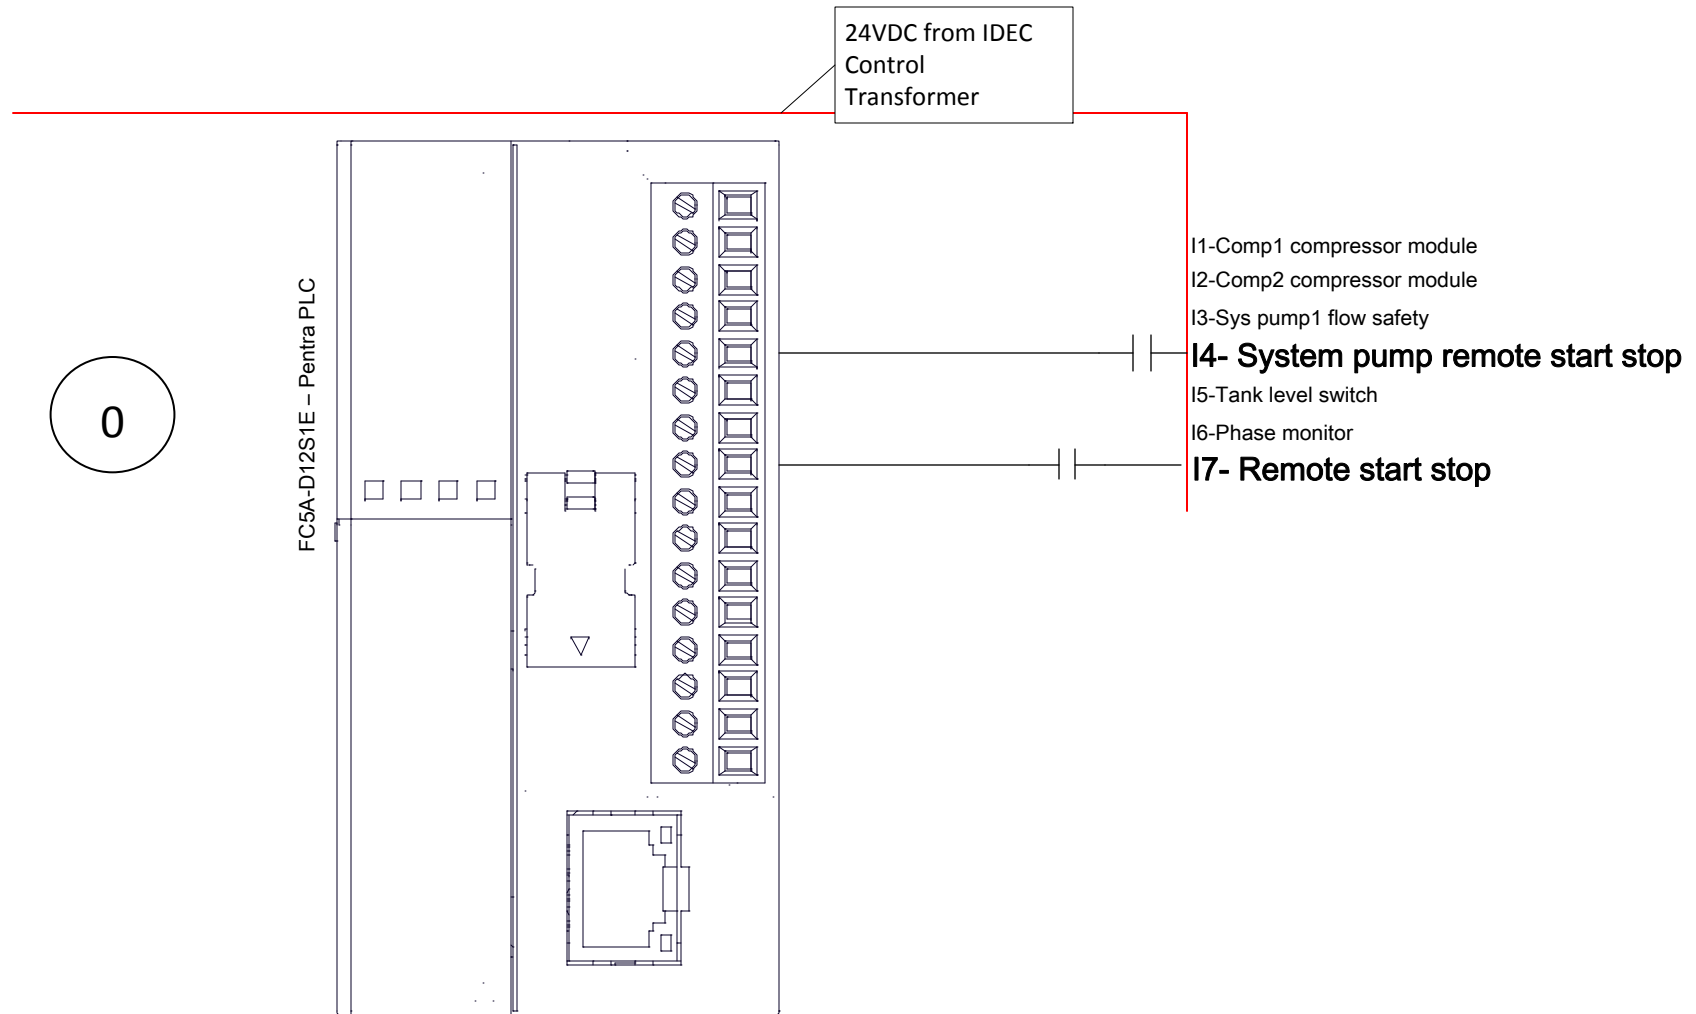 24VDC from IDEC
Control
Transformer
FC5A-D12S1E – Pentra PLC
0
I1-Comp1 compressor module
I2-Comp2 compressor module
I3-Sys pump1 flow safety
I4- System pump remote start stop
I5-Tank level switch
I6-Phase monitor
I7- Remote start stop